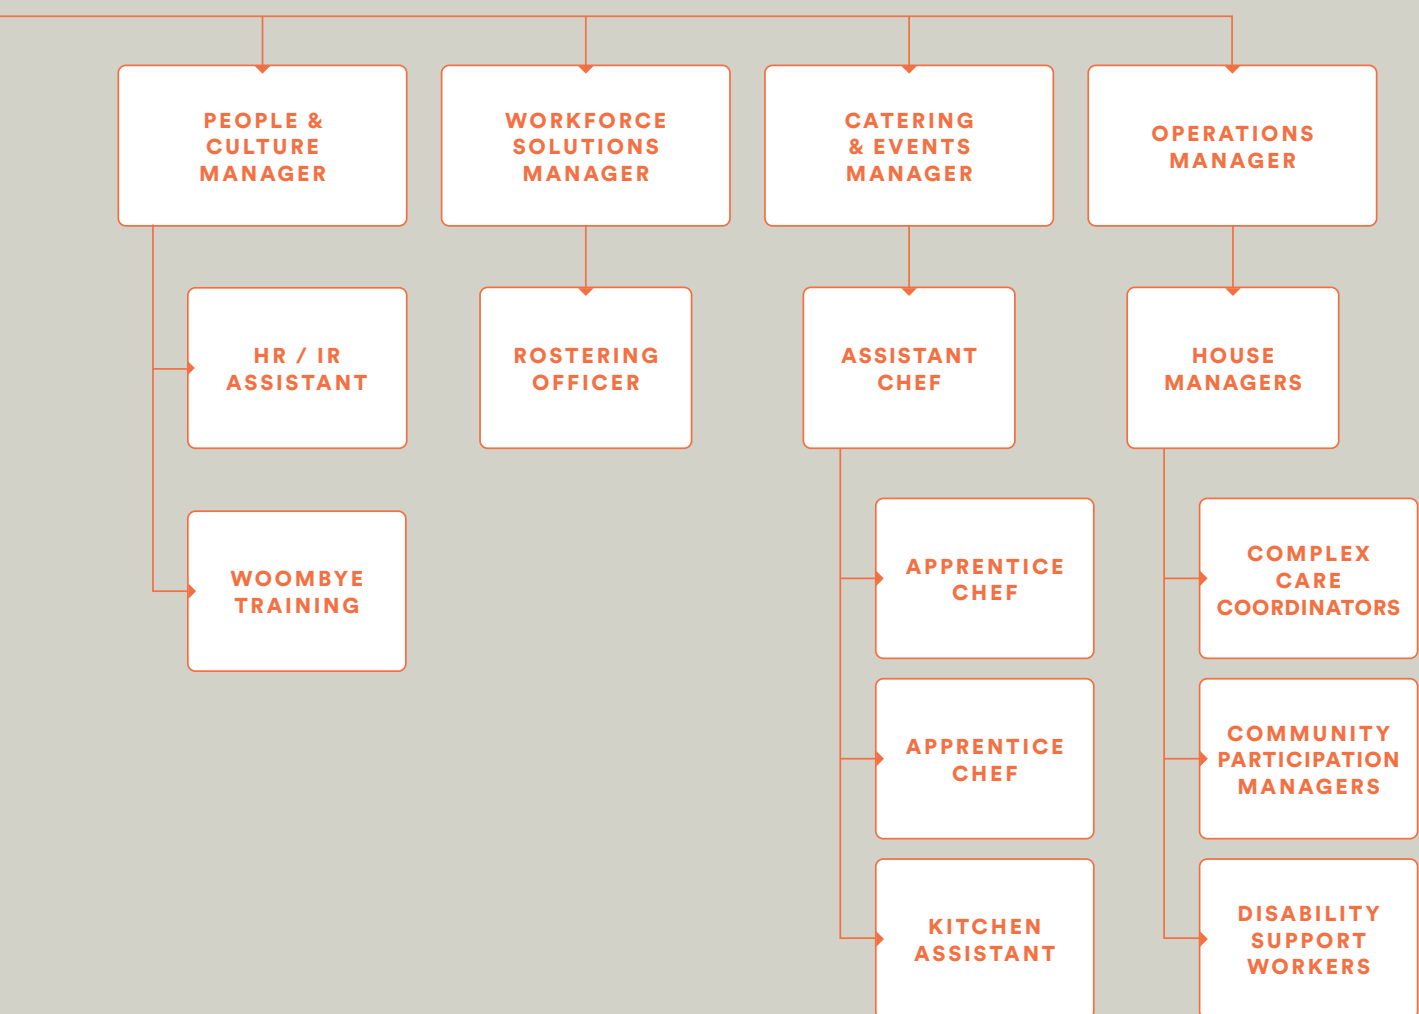 PEOPLE &
CULTURE
MANAGER
WORKFORCE
SOLUTIONS
MANAGER
CATERING
& EVENTS
MANAGER
OPERATIONS
MANAGER
HR / IR
ASSISTANT
ROSTERING
OFFICER
ASSISTANT
CHEF
HOUSE
MANAGERS
WOOMBYE
TRAINING
APPRENTICE
CHEF
COMPLEX
CARE
COORDINATORS
APPRENTICE
CHEF
COMMUNITY
PARTICIPATION
MANAGERS
KITCHEN
ASSISTANT
DISABILITY
SUPPORT
WORKERS